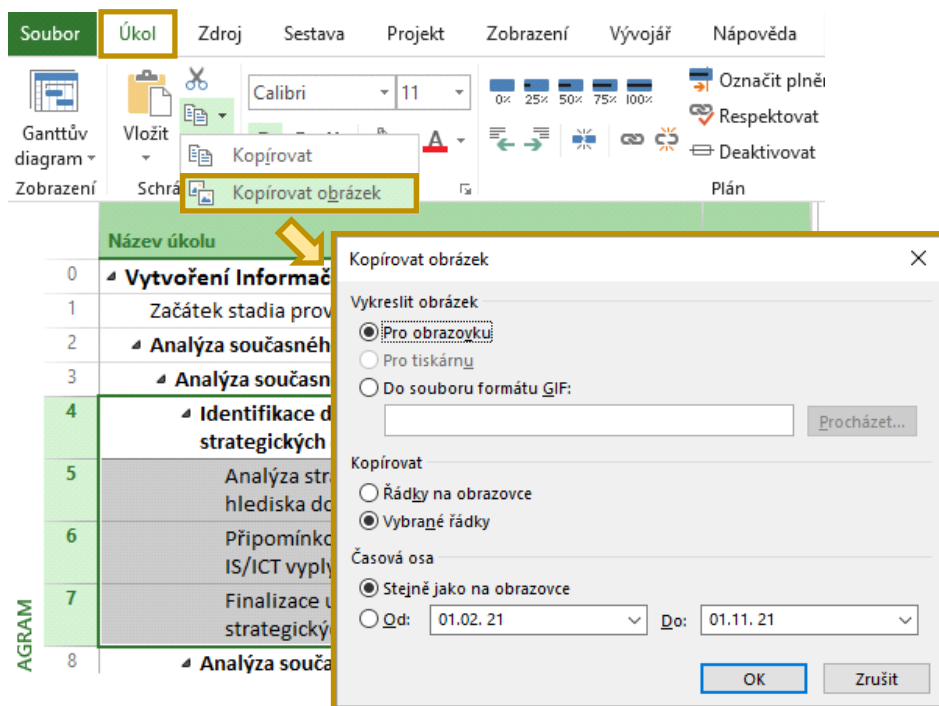 Soubor Úkol Zdroj Sestava Projekt Zobrazení Vývojář Nápověda
Ganttův
diagram
Zobrazení
Vložit
Calibri 11
0% 25% 50% 75% 100%
Označit plně
Respektovat
Deaktivovat
Plán
Kopírovat
Kopírovat obrázek
Název úkolu
0 Vytvoření Informač
1 Začátek stadia prov
2 Analýza současnéh
3 Analýza současn
4 Identifikace d
strategických
5 Analýza str
hlediska do
6 Připomínko
IS/ICT vyply
7 Finalizace u
strategický
8 Analýza souča
AGRAM
Kopírovat obrázek
Vykreslit obrázek
Pro obrazovku
Pro tiskárnu
Do souboru formátu GIF:
Procházet...
Kopírovat
Řádky na obrazovce
Vybrané řádky
Časová osa
Stejně jako na obrazovce
Od: 01.02. 21 Do: 01.11. 21
OK Zrušit